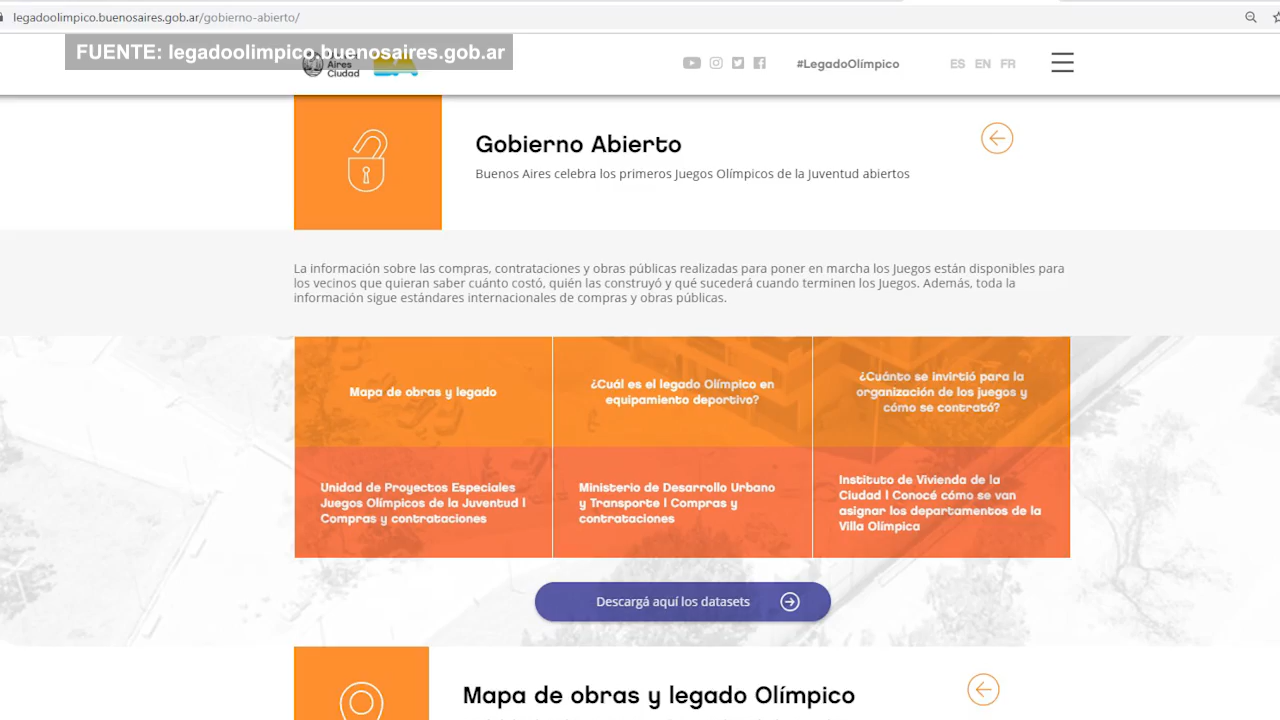 legadoolimpico.buenosaires.gob.ar/gobierno-abierto/
FUENTE: legadoolimpico.buenosaires.gob.ar
Aires
Ciudad
#LegadoOlímpico
ES EN FR
Gobierno Abierto
Buenos Aires celebra los primeros Juegos Olímpicos de la Juventud abiertos
La información sobre las compras, contrataciones y obras públicas realizadas para poner en marcha los Juegos están disponibles para
los vecinos que quieran saber cuánto costó, quién las construyó y qué sucederá cuando terminen los Juegos. Además, toda la
información sigue estándares internacionales de compras y obras públicas.
Mapa de obras y legado
¿Cuál es el legado Olímpico en
equipamiento deportivo?
¿Cuánto se invirtió para la
organización de los juegos y
cómo se contrató?
Unidad de Proyectos Especiales
Juegos Olímpicos de la Juventud |
Compras y contrataciones
Ministerio de Desarrollo Urbano
y Transporte | Compras y
contrataciones
Instituto de Vivienda de la
Ciudad | Conocé cómo se van
asignar los departamentos de la
Villa Olímpica
Descargá aquí los datasets
Mapa de obras y legado Olímpico